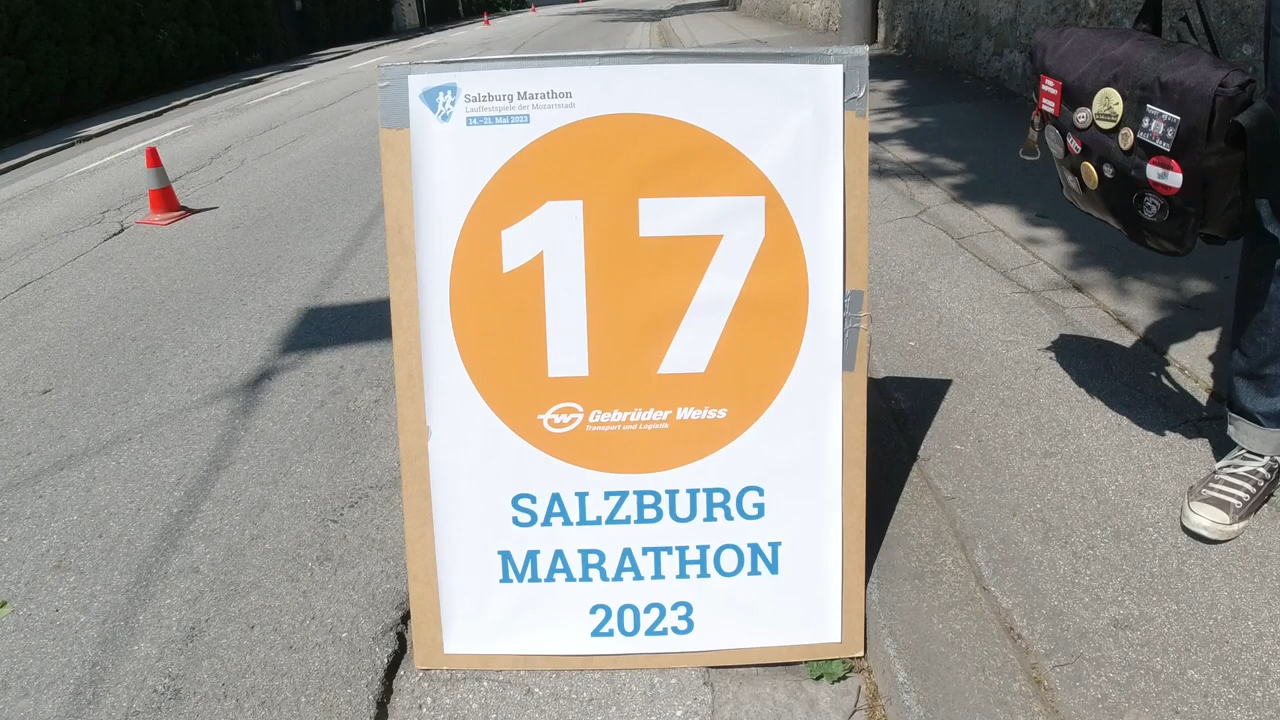 Salzburg Marathon
Lauffestspiele der Mozartstadt
14.–21. Mai 2023
17
Gebrüder Weiss
Transport und Logistik
SALZBURG
MARATHON
2023